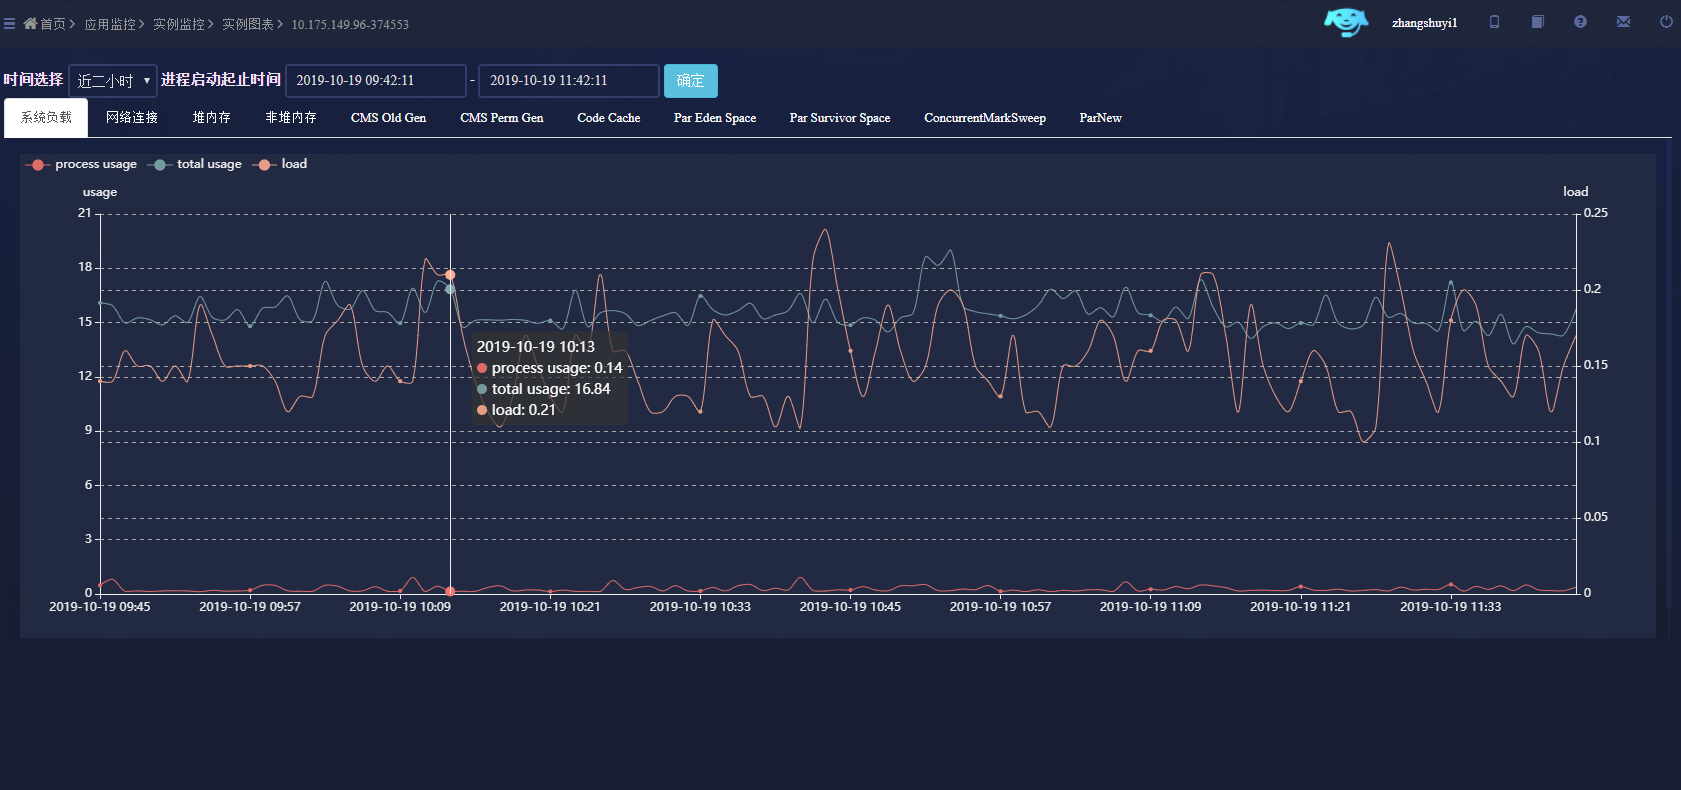 首页 应用监控 实例监控 实例图表 10.175.149.96-374553
zhangshuyi1
时间选择 近二小时 进程启动起止时间 2019-10-19 09:42:11 - 2019-10-19 11:42:11 确定
系统负载 网络连接 堆内存 非堆内存 CMS Old Gen CMS Perm Gen Code Cache Par Eden Space Par Survivor Space ConcurrentMarkSweep ParNew
process usage total usage load
usage
load
21
18
15
12
9
6
3
0
0.25
0.2
0.15
0.1
0.05
0
2019-10-19 10:13
process usage: 0.14
total usage: 16.84
load: 0.21
2019-10-19 09:45 2019-10-19 09:57 2019-10-19 10:09 2019-10-19 10:21 2019-10-19 10:33 2019-10-19 10:45 2019-10-19 10:57 2019-10-19 11:09 2019-10-19 11:21 2019-10-19 11:33